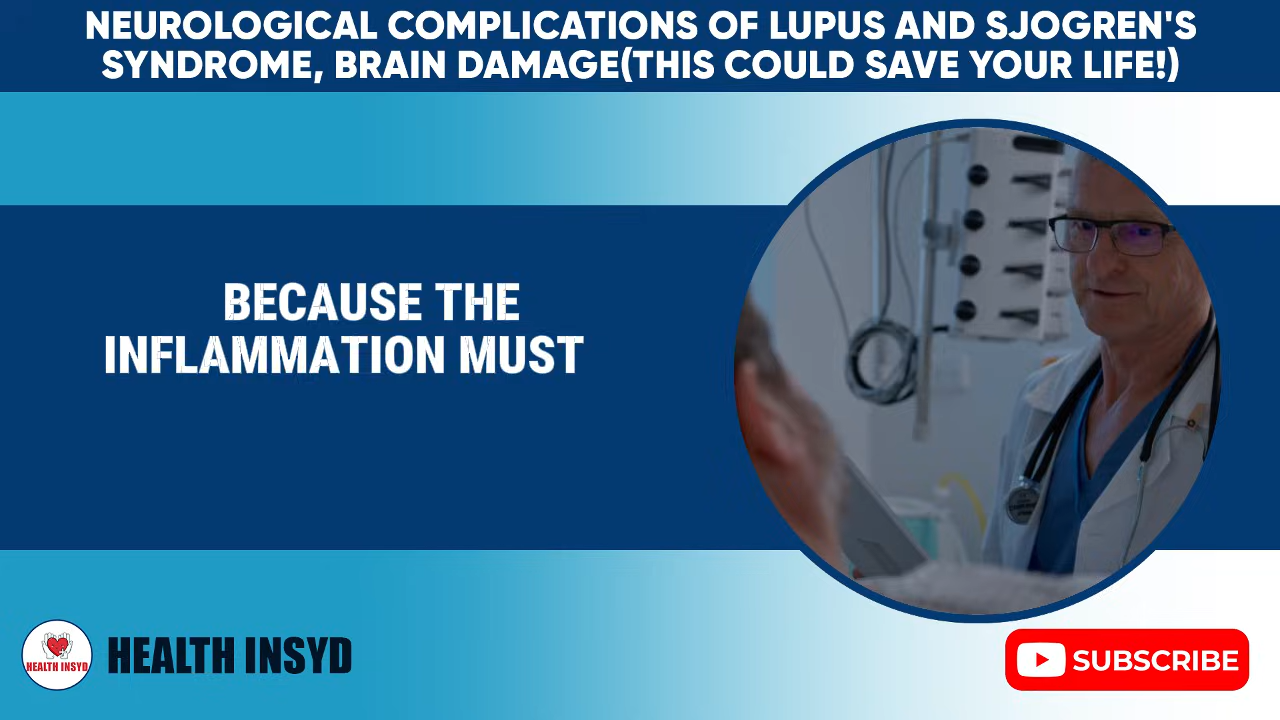 NEUROLOGICAL COMPLICATIONS OF LUPUS AND SJOGREN'S
SYNDROME, BRAIN DAMAGE(THIS COULD SAVE YOUR LIFE!)
BECAUSE THE
INFLAMMATION MUST
HEALTH INSYD
HEALTH INSYD
SUBSCRIBE